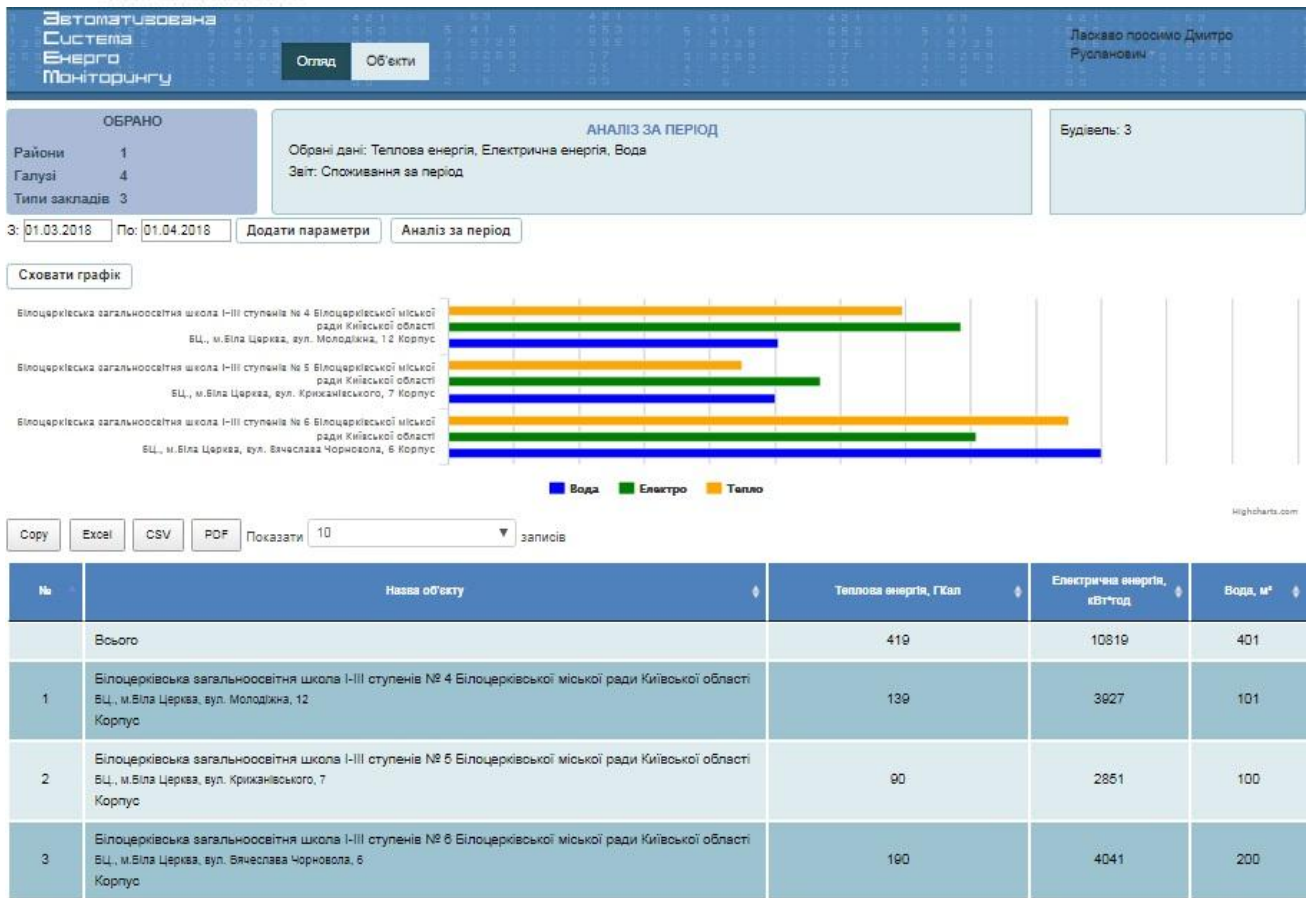 Автоматизована
Система
Енерго
Моніторингу
Огляд
Об'єкти
Ласкаво просимо Дмитро
Русланович
ОБРАНО
Райони 1
Галузі 4
Типи закладів 3
АНАЛІЗ ЗА ПЕРІОД
Обрані дані: Теплова енергія, Електрична енергія, Вода
Звіт: Споживання за період
Будівель: 3
З: 01.03.2018 По: 01.04.2018 Додати параметри Аналіз за період
Сховати графік
Білоцерківська загальноосвітня школа І-ІІІ ступенів № 4 Білоцерківської міської
ради Київської області
БЦ., м.Біла Церква, вул. Молодіжна, 12 Корпус
Білоцерківська загальноосвітня школа І-ІІІ ступенів № 5 Білоцерківської міської
ради Київської області
БЦ., м.Біла Церква, вул. Крижанівського, 7 Корпус
Білоцерківська загальноосвітня школа І-ІІІ ступенів № 6 Білоцерківської міської
ради Київської області
БЦ., м.Біла Церква, вул. Вячеслава Чорновола, 6 Корпус
Вода Електро Тепло
Highcharts.com
Copy Excel CSV PDF Показати 10 записів
№ Назва об'єкту Теплова енергія, ГКал Електрична енергія, кВт*год Вода, м³
Всього 419 10819 401
Білоцерківська загальноосвітня школа І-ІІІ ступенів № 4 Білоцерківської міської ради Київської області
1 БЦ., м.Біла Церква, вул. Молодіжна, 12 139 3927 101
Корпус
Білоцерківська загальноосвітня школа І-ІІІ ступенів № 5 Білоцерківської міської ради Київської області
2 БЦ., м.Біла Церква, вул. Крижанівського, 7 90 2851 100
Корпус
Білоцерківська загальноосвітня школа І-ІІІ ступенів № 6 Білоцерківської міської ради Київської області
3 БЦ., м.Біла Церква, вул. Вячеслава Чорновола, 6 190 4041 200
Корпус